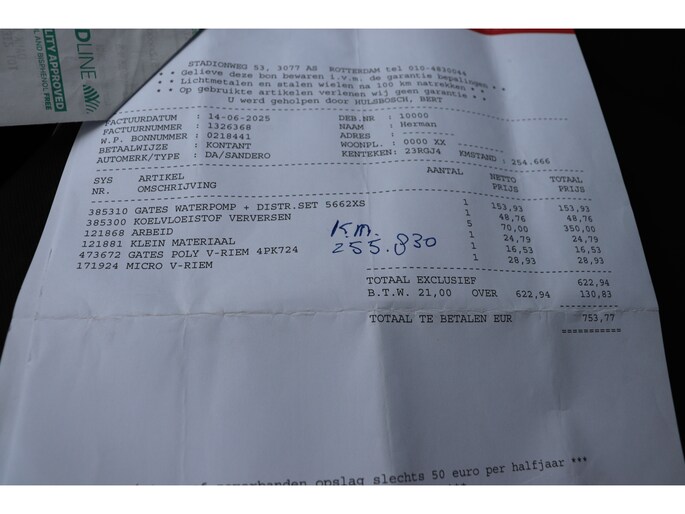 DLINE
LITY APPROVED
AL AND BISPHENOL FREE
STADIONWEG 53, 3077 AS ROTTERDAM tel 010-4830044
* * Gelieve deze bon bewaren i.v.m. de garantie bepalingen * *
* * Lichtmetalen en stalen wielen na 100 km natrekken * *
* * Op gebruikte artikelen verlenen wij geen garantie * *
U werd geholpen door HULSBOSCH, BERT
FACTUURDATUM : 14-06-2025 DEB.NR : 10000
FACTUURNUMMER : 1326368 NAAM : Herman
W.P. BONNUMMER : 0218441 ADRES : ---------
BETAALWIJZE : KONTANT WOONPL. : 0000 XX ---------
AUTOMERK/TYPE : DA/SANDERO KENTEKEN: 23RGJ4 KMSTAND : 254.666
SYS ARTIKEL AANTAL NETTO TOTAAL
NR. OMSCHRIJVING PRIJS PRIJS
385310 GATES WATERPOMP + DISTR.SET 5662XS 1 153,93 153,93
385300 KOELVLOEISTOF VERVERSEN 1 48,76 48,76
121868 ARBEID 5 70,00 350,00
121881 KLEIN MATERIAAL 1 24,79 24,79
473672 GATES POLY V-RIEM 4PK724 1 16,53 16,53
171924 MICRO V-RIEM 1 28,93 28,93
K.M.
255.830
TOTAAL EXCLUSIEF 622,94
B.T.W. 21,00 OVER 622,94 130,83
TOTAAL TE BETALEN EUR 753,77
===========
opslag slechts 50 euro per halfjaar ***